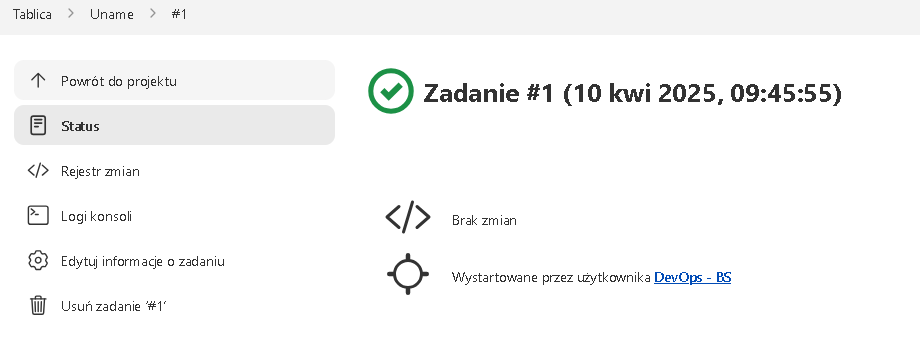 Tablica > Uname > #1
Powrót do projektu
Status
Rejestr zmian
Logi konsoli
Edytuj informacje o zadaniu
Usuń zadanie ‘#1’
Zadanie #1 (10 kwi 2025, 09:45:55)
Brak zmian
Wystartowane przez użytkownika DevOps - BS